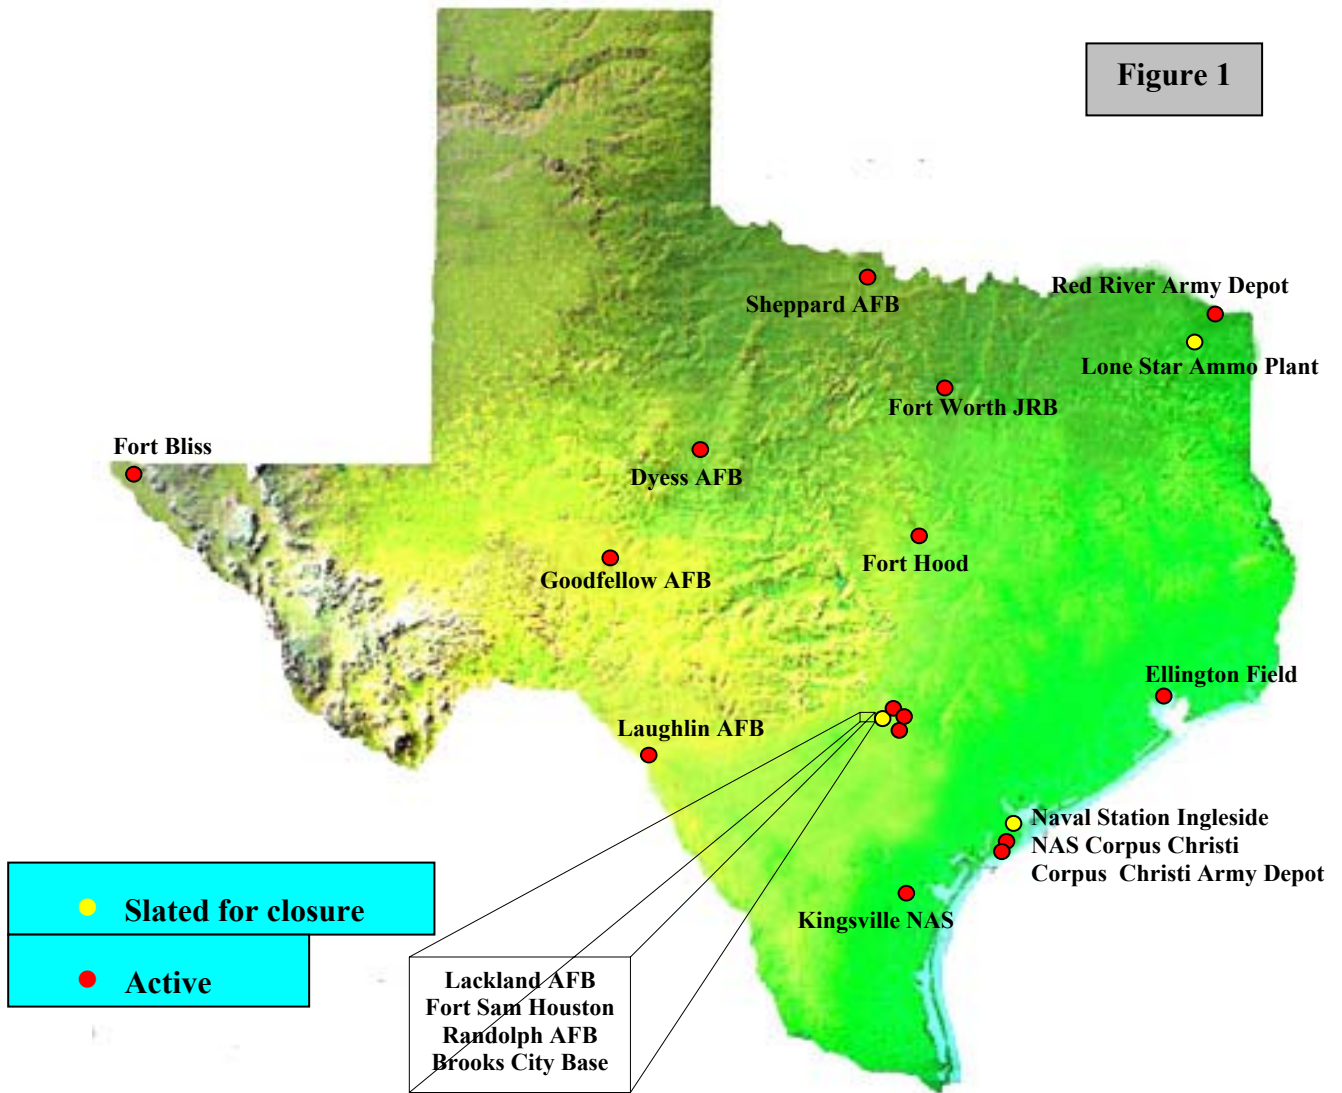 Figure 1
Sheppard AFB
Red River Army Depot
Lone Star Ammo Plant
Fort Worth JRB
Fort Bliss
Dyess AFB
Goodfellow AFB
Fort Hood
Ellington Field
Laughlin AFB
Naval Station Ingleside
NAS Corpus Christi
Corpus Christi Army Depot
Kingsville NAS
Slated for closure
Active
Lackland AFB
Fort Sam Houston
Randolph AFB
Brooks City Base